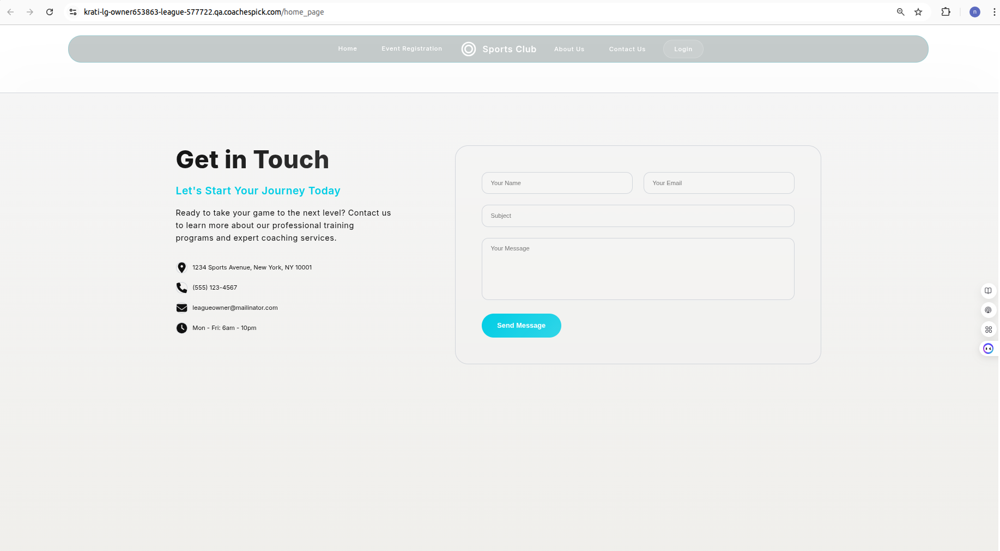 krati-lg-owner653863-league-577722.qa.coachespick.com/home_page
n
Home Event Registration Sports Club About Us Contact Us Login
Get in Touch
Let's Start Your Journey Today
Ready to take your game to the next level? Contact us
to learn more about our professional training
programs and expert coaching services.
1234 Sports Avenue, New York, NY 10001
(555) 123-4567
leagueowner@mailinator.com
Mon - Fri: 6am - 10pm
Your Name Your Email
Subject
Your Message
Send Message